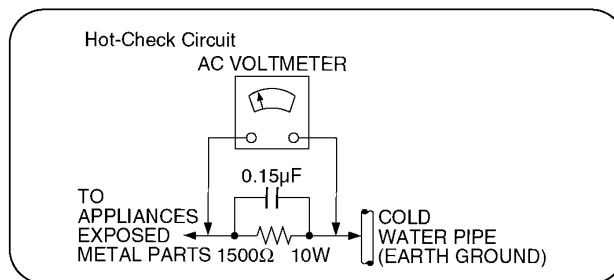 Hot-Check Circuit
AC VOLTMETER
0.15µF
TO
APPLIANCES
EXPOSED
METAL PARTS
1500Ω 10W
COLD
WATER PIPE
(EARTH GROUND)